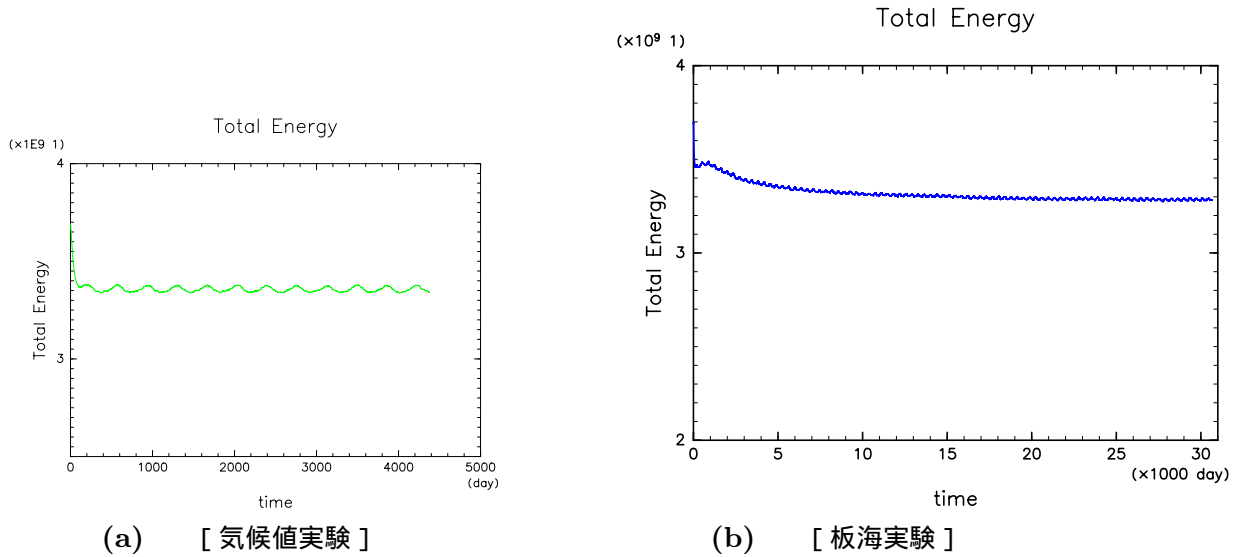 Total Energy
(×1E9 1)
4
3
Total Energy
0 1000 2000 3000 4000 5000
(day)
time
(a) [ 気候値実験 ]
Total Energy
(×10⁹ 1)
4
3
2
Total Energy
0 5 10 15 20 25 30
(×1000 day)
time
(b) [ 板海実験 ]